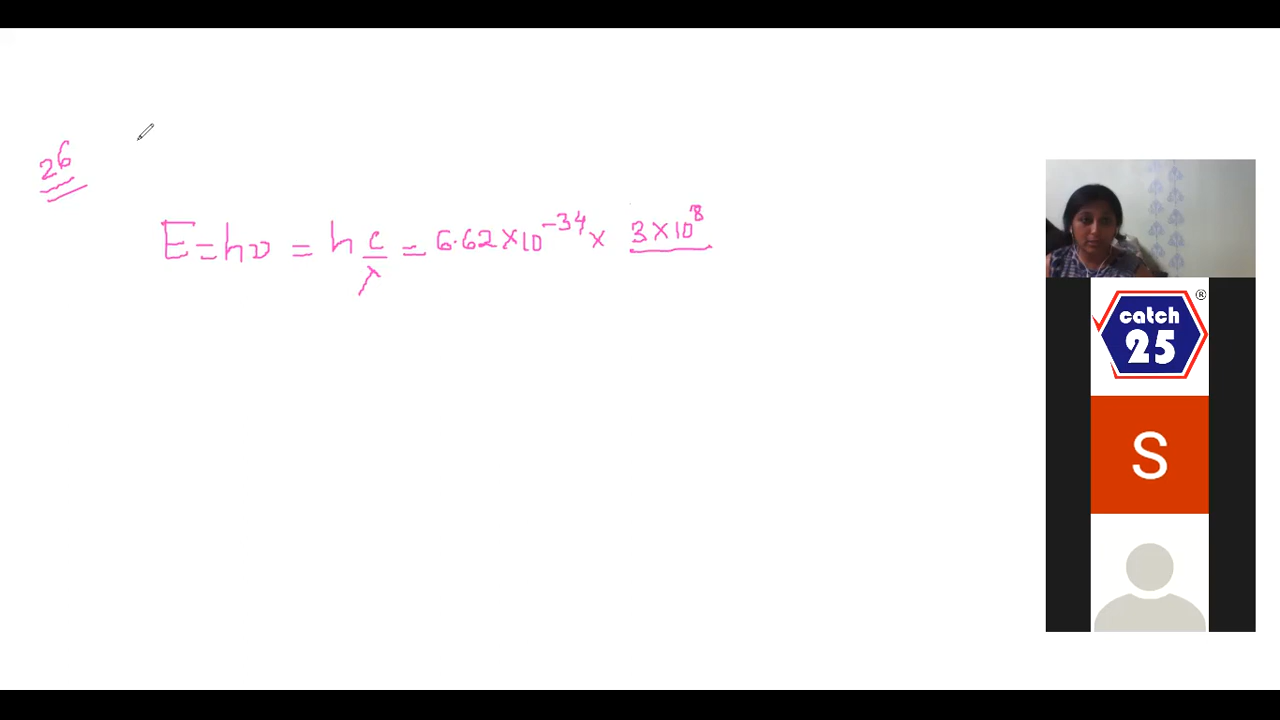 26
E=hν = h c/λ = 6.62×10⁻³⁴ × 3×10⁸
catch
25
®
S